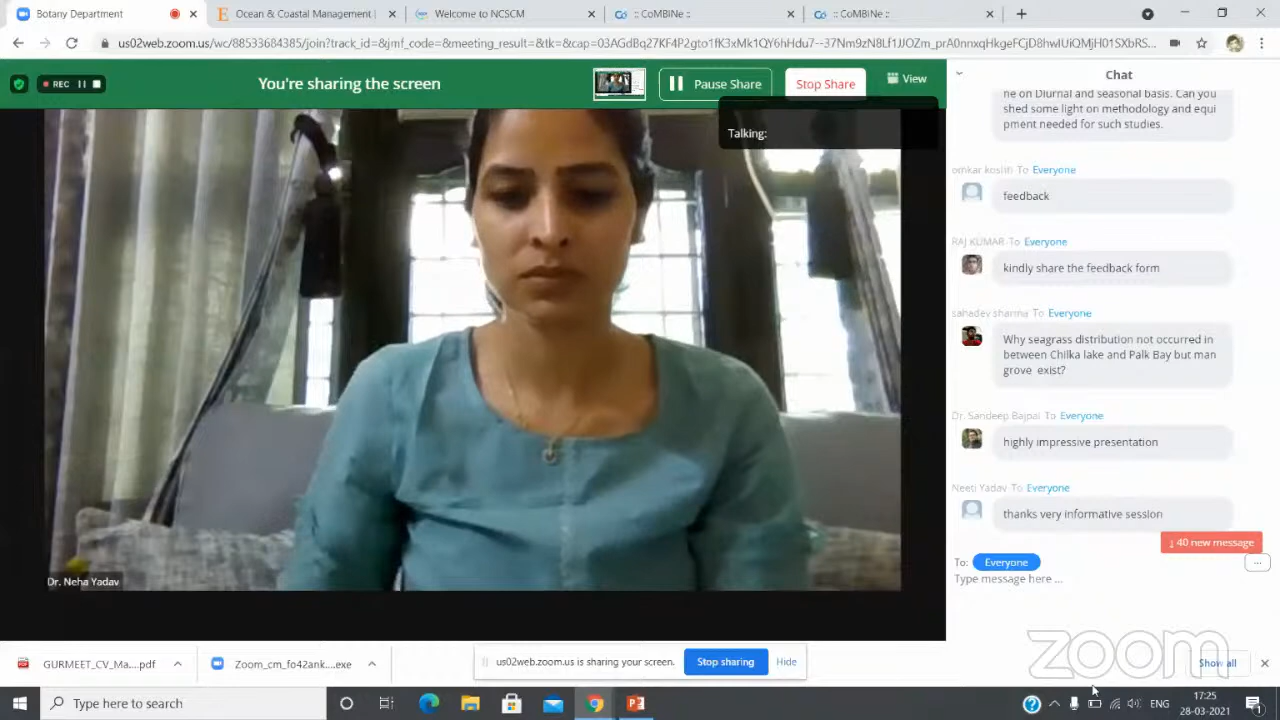 Botany Department
Ocean & Coastal Management |
Welcome to NCSCM
:: CoMBINe ::
:: CoMBINe ::
REC
You're sharing the screen
Pause Share
Stop Share
View
Talking:
Dr. Neha Yadav
Chat
ne on Diurnal and seasonal basis. Can you
shed some light on methodology and equi
pment needed for such studies.
To Everyone
feedback
RAJ KUMAR To Everyone
kindly share the feedback form
sahadev sharma To Everyone
Why seagrass distribution not occurred in
between Chilka lake and Palk Bay but man
grove exist?
Dr. Sandeep Bajpai To Everyone
highly impressive presentation
Neeti Yadav To Everyone
thanks very informative session
↓ 40 new message
To: Everyone
...
Type message here ...
zoom
GURMEET_CV_Ma....pdf
Zoom_cm_fo42ank....exe
us02web.zoom.us is sharing your screen.
Stop sharing
Hide
Show all
Type here to search
ENG
17:25
28-03-2021